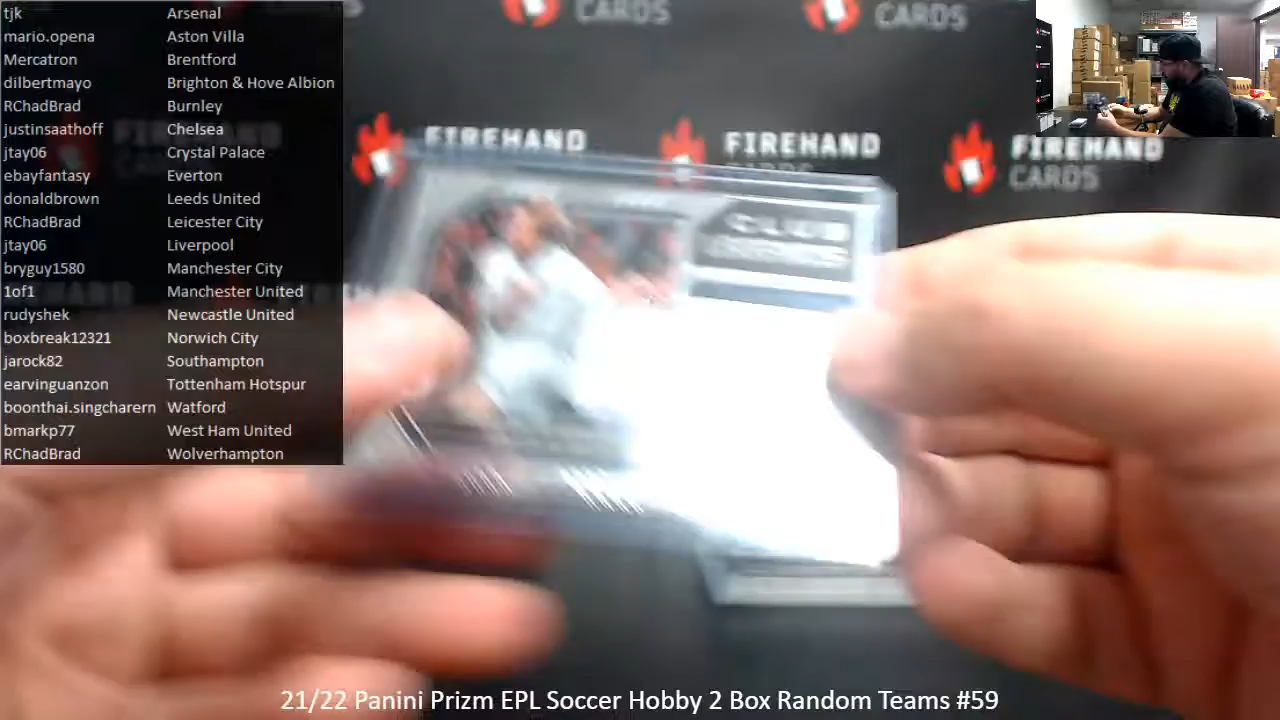 tjk Arsenal
mario.opena Aston Villa
Mercatron Brentford
dilbertmayo Brighton & Hove Albion
RChadBrad Burnley
justinsaathoff Chelsea
jtay06 Crystal Palace
ebayfantasy Everton
donaldbrown Leeds United
RChadBrad Leicester City
jtay06 Liverpool
bryguy1580 Manchester City
1of1 Manchester United
rudyshek Newcastle United
boxbreak12321 Norwich City
jarock82 Southampton
earvinguanzon Tottenham Hotspur
boonthai.singcharern Watford
bmarkp77 West Ham United
RChadBrad Wolverhampton
CARDS
CARDS
FIREHAND
FIREHAND
CARDS
FIREHAND
CARDS
CLUB
LEGENDS
21/22 Panini Prizm EPL Soccer Hobby 2 Box Random Teams #59